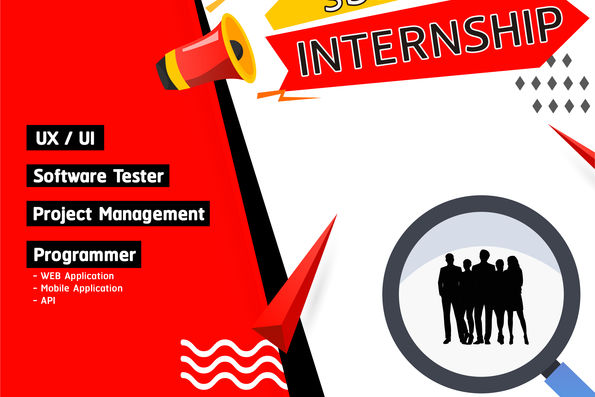 INTERNSHIP
UX / UI
Software Tester
Project Management
Programmer
- WEB Application
- Mobile Application
- API